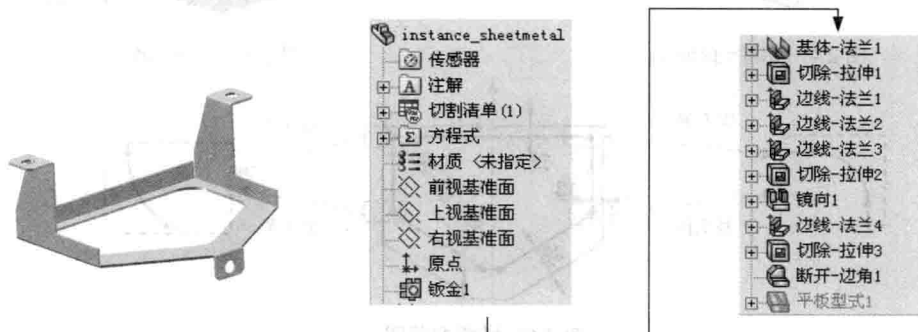 instance_sheetmetal
传感器
A 注解
切割清单(1)
Σ 方程式
材质 <未指定>
前视基准面
上视基准面
右视基准面
原点
钣金1
基体-法兰1
切除-拉伸1
边线-法兰1
边线-法兰2
边线-法兰3
切除-拉伸2
镜向1
边线-法兰4
切除-拉伸3
断开-边角1
平板型式1